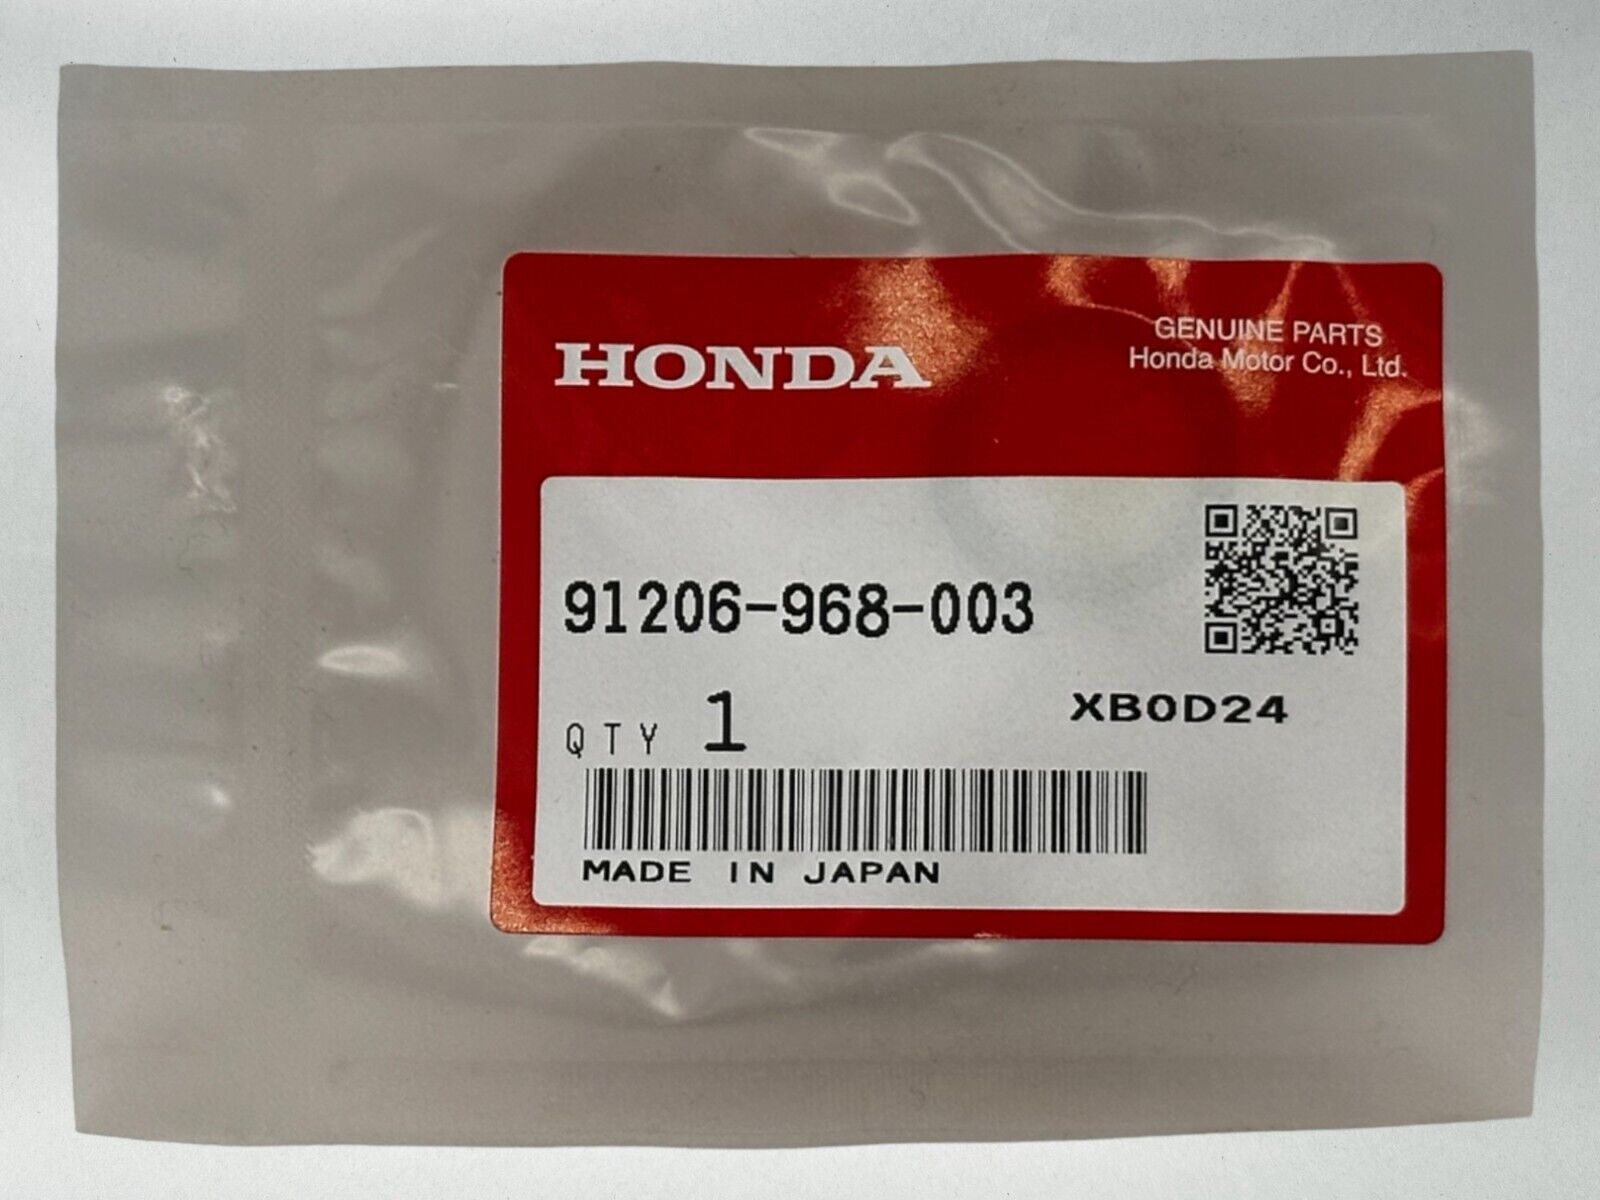 HONDA
GENUINE PARTS
Honda Motor Co., Ltd.
91206-968-003
QTY 1
XB0D24
MADE IN JAPAN